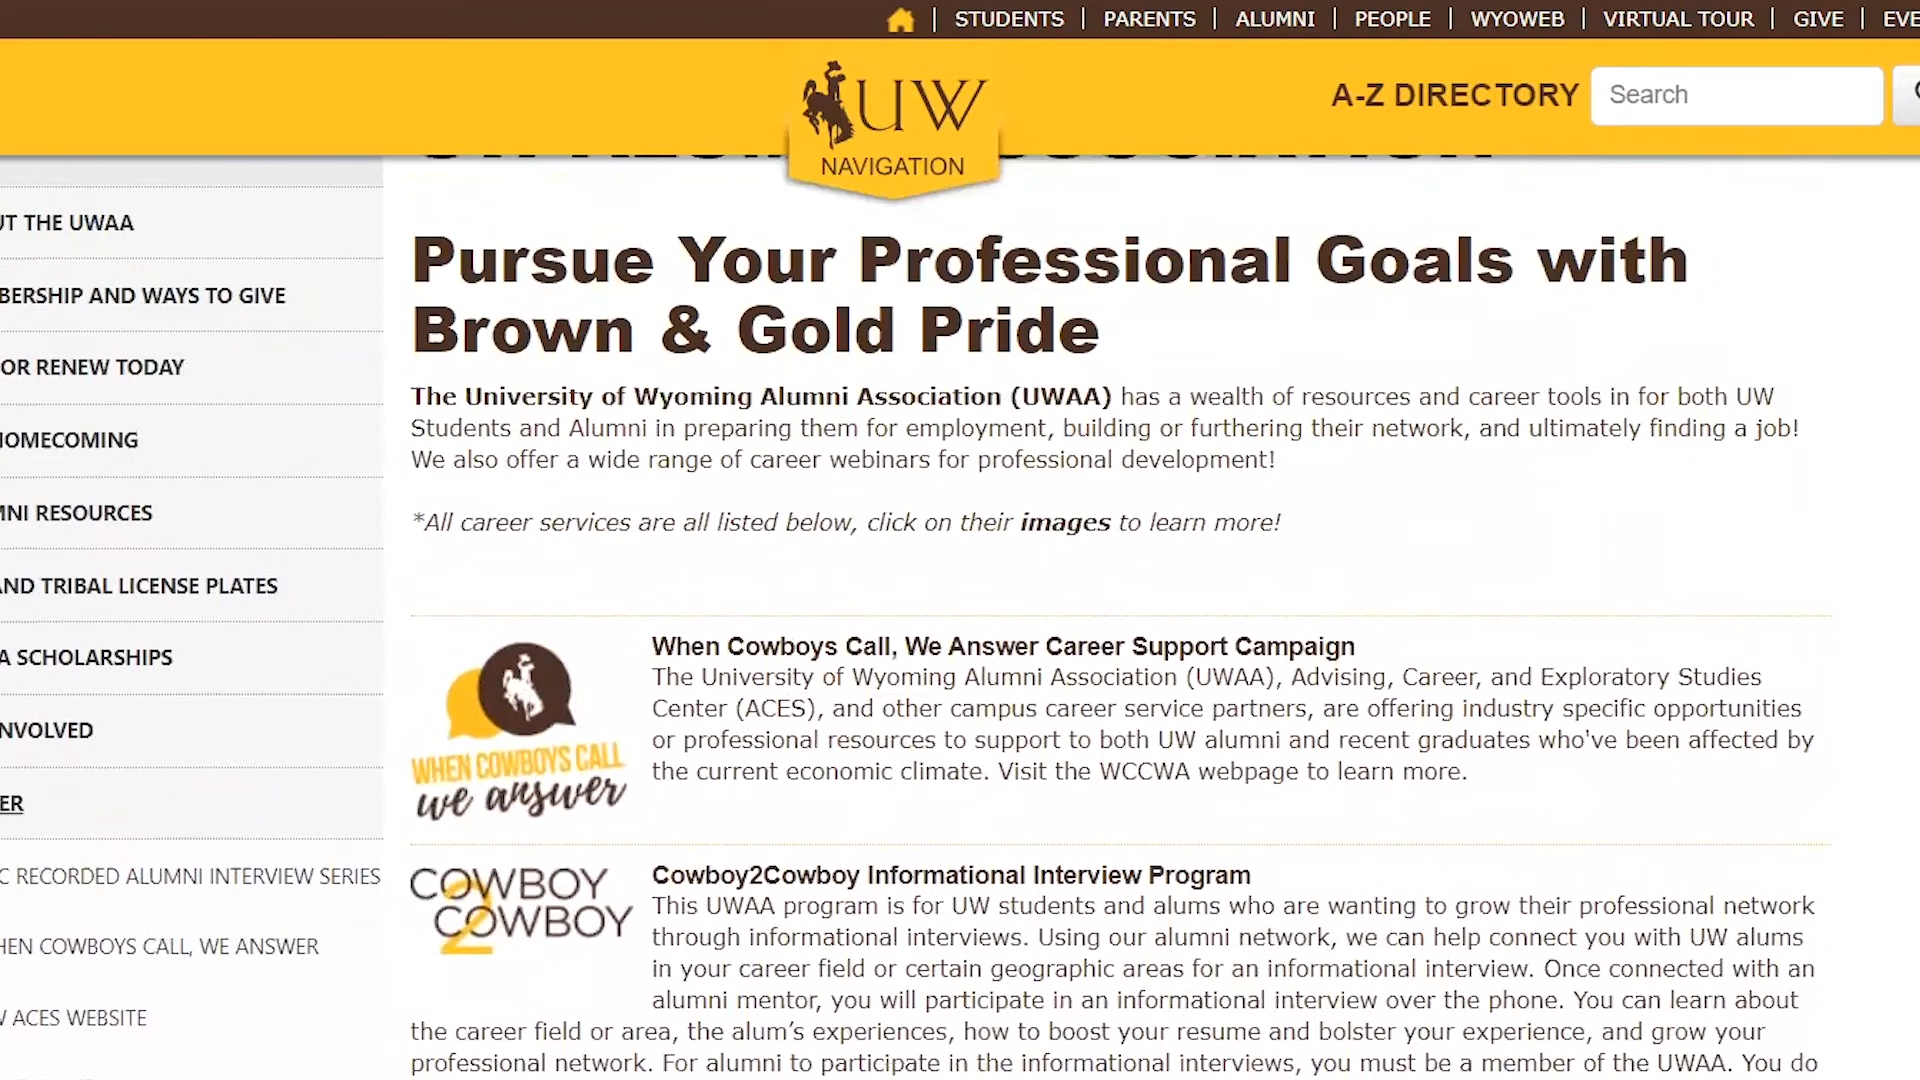 STUDENTS | PARENTS | ALUMNI | PEOPLE | WYOWEB | VIRTUAL TOUR | GIVE |
UW
NAVIGATION
A-Z DIRECTORY
Search
THE UWAA
AND WAYS TO GIVE
OR RENEW TODAY
RESOURCES
TRIBAL LICENSE PLATES
SCHOLARSHIPS
RECORDED ALUMNI INTERVIEW SERIES
COWBOYS CALL, WE ANSWER
ACES WEBSITE
Pursue Your Professional Goals with
Brown & Gold Pride
The University of Wyoming Alumni Association (UWAA) has a wealth of resources and career tools in for both UW
Students and Alumni in preparing them for employment, building or furthering their network, and ultimately finding a job!
We also offer a wide range of career webinars for professional development!
*All career services are all listed below, click on their images to learn more!
WHEN COWBOYS CALL
we answer
When Cowboys Call, We Answer Career Support Campaign
The University of Wyoming Alumni Association (UWAA), Advising, Career, and Exploratory Studies
Center (ACES), and other campus career service partners, are offering industry specific opportunities
or professional resources to support to both UW alumni and recent graduates who've been affected by
the current economic climate. Visit the WCCWA webpage to learn more.
COWBOY
2
COWBOY
Cowboy2Cowboy Informational Interview Program
This UWAA program is for UW students and alums who are wanting to grow their professional network
through informational interviews. Using our alumni network, we can help connect you with UW alums
in your career field or certain geographic areas for an informational interview. Once connected with an
alumni mentor, you will participate in an informational interview over the phone. You can learn about
the career field or area, the alum’s experiences, how to boost your resume and bolster your experience, and grow your
professional network. For alumni to participate in the informational interviews, you must be a member of the UWAA. You do